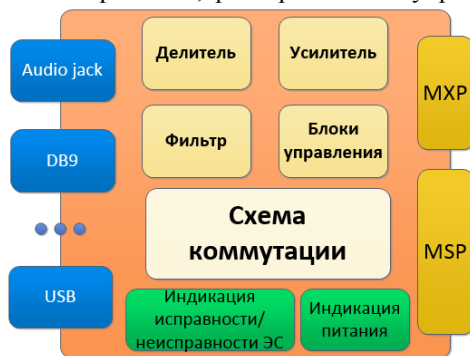 Audio jack
DB9
USB
Делитель
Усилитель
Фильтр
Блоки
управления
Схема
коммутации
Индикация
исправности/
неисправности ЭС
Индикация
питания
MXP
MSP